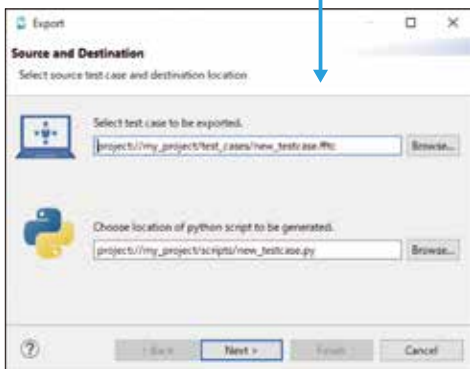 Export
Source and Destination
Select source test case and destination location
Select test case to be exported.
project://my_project/test_cases/new_testcase.fftc
Browse...
Choose location of python script to be generated.
project://my_project/scripts/new_testcase.py
Browse...
< Back
Next >
Finish
Cancel